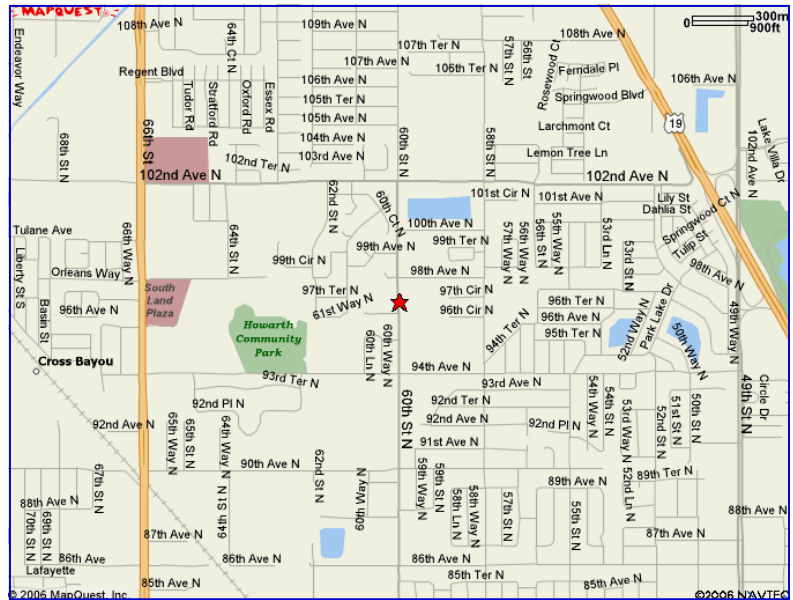 MAPQUEST
108th Ave N
64th Ct N
109th Ave N
107th Ter N
57th St N
56th St
108th Ave N
0 300m
900ft
Endeavor Way
Regent Blvd
107th Ave N
106th Ter N
Rosewood Ct
Ferndale Pl
106th Ave N
Tudor Rd
Stratford Rd
Oxford Rd
Essex Rd
106th Ave N
105th Ter N
Springwood Blvd
68th St N
66th St
105th Ave N
104th Ave N
60th St N
58th St N
Larchmont Ct
19
Lake Villa Dr
102nd Ter N
103rd Ave N
Lemon Tree Ln
102nd Ave N
102nd Ave N
102nd Ave N
62nd St N
60th Ct N
101st Cir N
101st Ave N
Lily St
Dahlia St
Springwood Ct N
Tulip St
Tulane Ave
66th Way N
64th St N
100th Ave N
99th Ter N
57th Way N
56th Way N
56th St N
55th Way N
53rd Ln N
53rd St N
99th Ave N
99th Cir N
98th Ave N
98th Ave N
Liberty St S
Orleans Way
South
Land
Plaza
97th Ter N
61st Way N
97th Cir N
96th Cir N
96th Ter N
96th Ave N
95th Ter N
94th Ter N
52nd Way N
Park Lake Dr
50th Way N
49th Way N
Basin St
96th Ave N
Howarth
Community
Park
60th Ln N
60th Way N
Cross Bayou
94th Ave N
93rd Ter N
93rd Ave N
49th St N
Circle Dr
92nd Pl N
60th St N
92nd Ter N
92nd Ave N
92nd Pl N
54th Way N
54th St N
53rd Way N
52nd St N
51st St N
50th St N
92nd Ave N
65th Way N
65th St N
64th Way N
91st Ave N
90th Ave N
62nd St N
60th Way N
59th Way N
59th St N
58th Ln N
58th Way N
57th St N
89th Ave N
52nd Ln N
89th Ter N
67th St N
64th St N
55th St N
88th Ave N
70th St N
69th St N
88th Ave N
87th Ave N
87th Ave N
86th Ave
86th Ave N
86th Ave N
Lafayette
85th Ave N
85th Ter N
85th Ave N
© 2006 MapQuest, Inc.
©2006 NAVTEQ